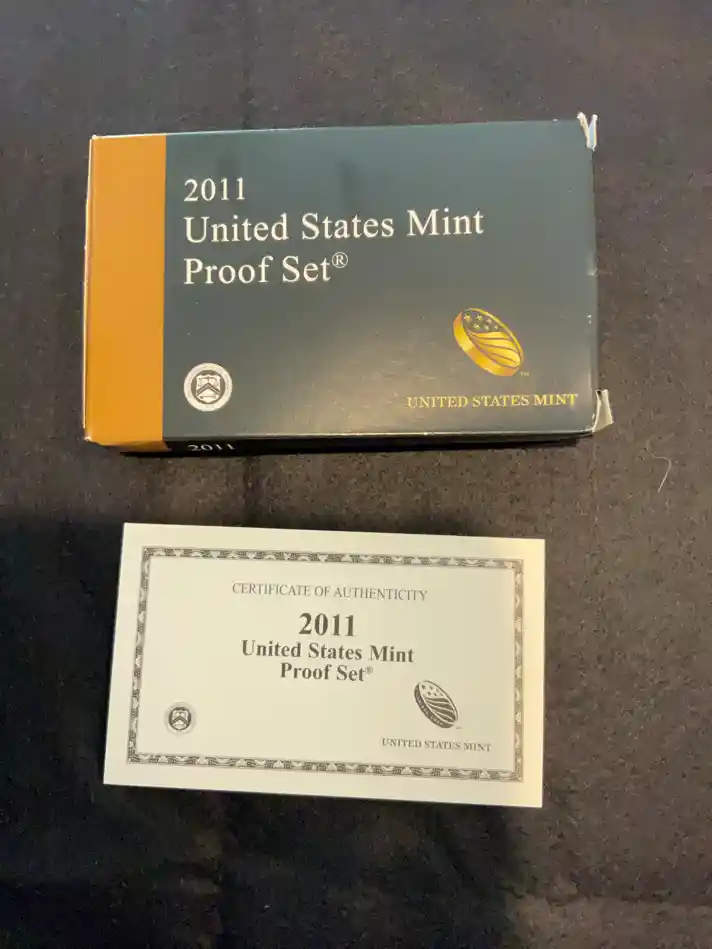 2011
United States Mint
Proof Set®
UNITED STATES MINT
2011
CERTIFICATE OF AUTHENTICITY
2011
United States Mint
Proof Set®
UNITED STATES MINT